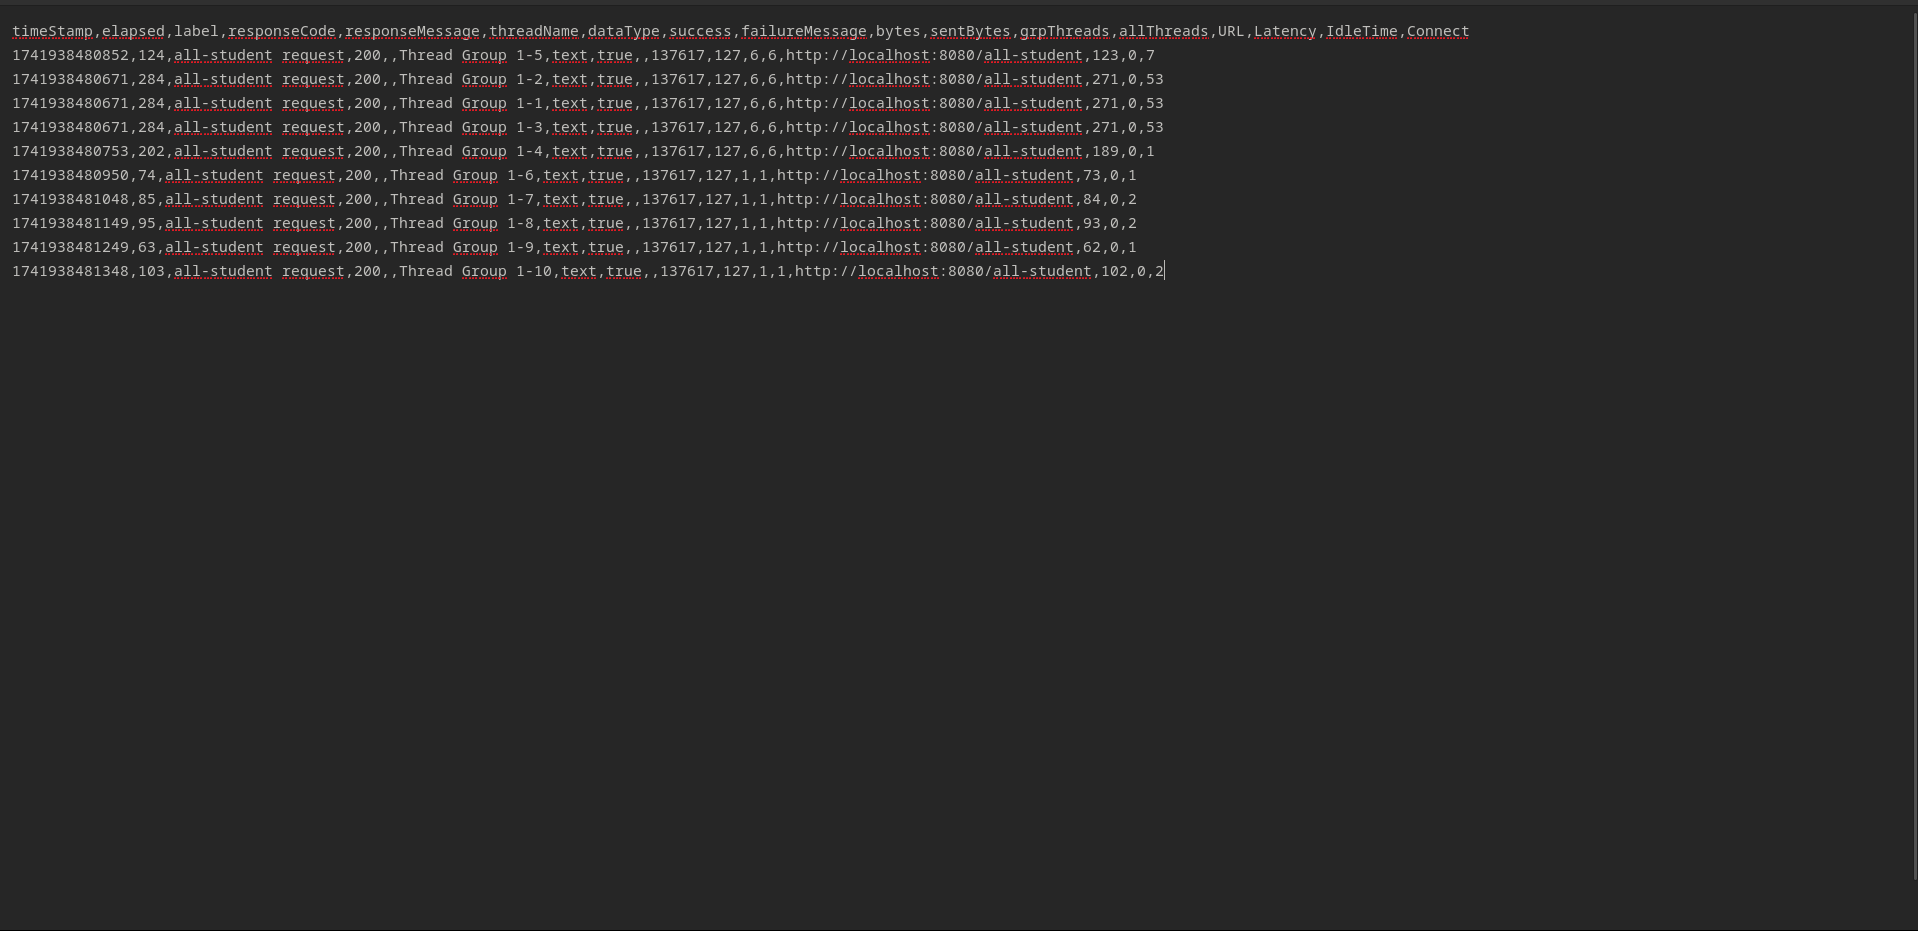 timeStamp,elapsed,label,responseCode,responseMessage,threadName,dataType,success,failureMessage,bytes,sentBytes,grpThreads,allThreads,URL,Latency,IdleTime,Connect
1741938480852,124,all-student request,200,,Thread Group 1-5,text,true,,137617,127,6,6,http://localhost:8080/all-student,123,0,7
1741938480671,284,all-student request,200,,Thread Group 1-2,text,true,,137617,127,6,6,http://localhost:8080/all-student,271,0,53
1741938480671,284,all-student request,200,,Thread Group 1-1,text,true,,137617,127,6,6,http://localhost:8080/all-student,271,0,53
1741938480671,284,all-student request,200,,Thread Group 1-3,text,true,,137617,127,6,6,http://localhost:8080/all-student,271,0,53
1741938480753,202,all-student request,200,,Thread Group 1-4,text,true,,137617,127,6,6,http://localhost:8080/all-student,189,0,1
1741938480950,74,all-student request,200,,Thread Group 1-6,text,true,,137617,127,1,1,http://localhost:8080/all-student,73,0,1
1741938481048,85,all-student request,200,,Thread Group 1-7,text,true,,137617,127,1,1,http://localhost:8080/all-student,84,0,2
1741938481149,95,all-student request,200,,Thread Group 1-8,text,true,,137617,127,1,1,http://localhost:8080/all-student,93,0,2
1741938481249,63,all-student request,200,,Thread Group 1-9,text,true,,137617,127,1,1,http://localhost:8080/all-student,62,0,1
1741938481348,103,all-student request,200,,Thread Group 1-10,text,true,,137617,127,1,1,http://localhost:8080/all-student,102,0,2